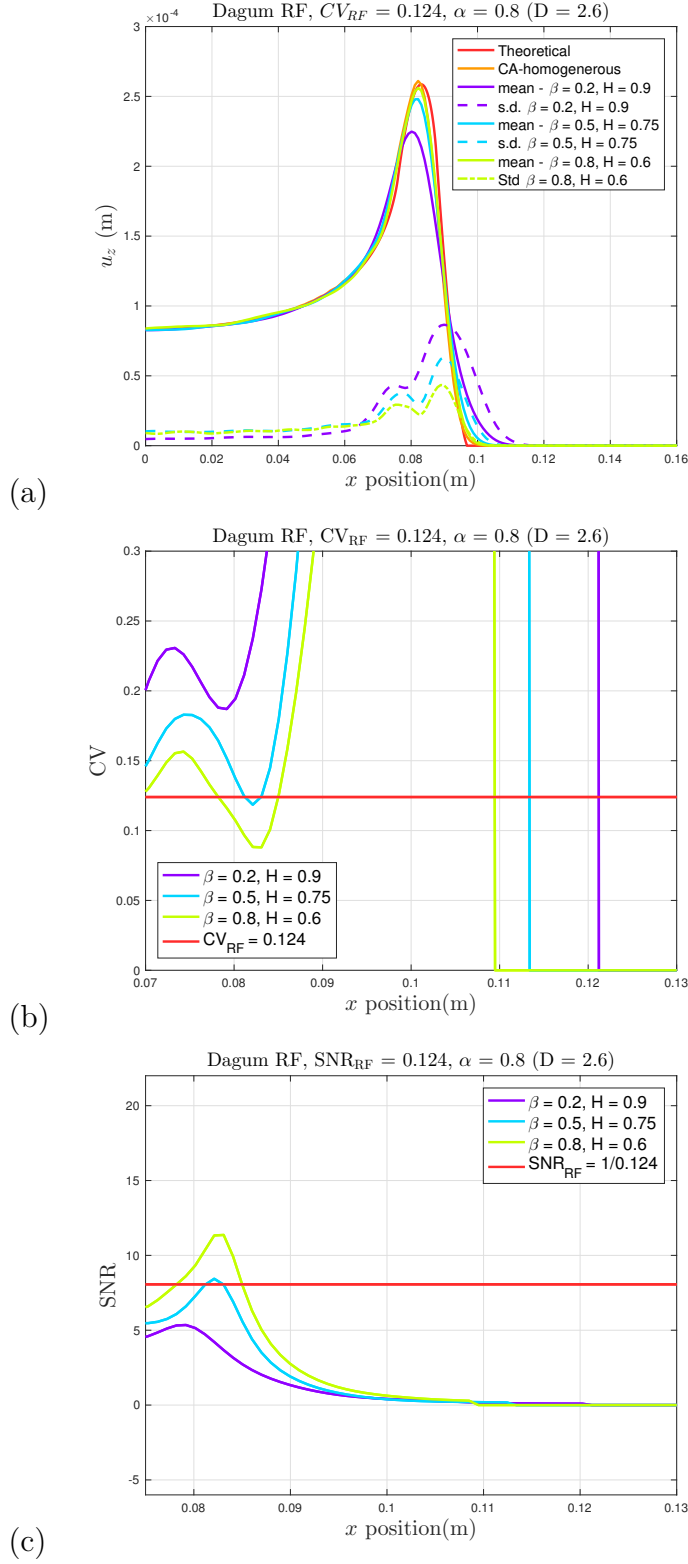 Dagum RF, CV_RF = 0.124, α = 0.8 (D = 2.6)
×10⁻⁴
3
2.5
2
1.5
1
0.5
0
u_z (m)
Theoretical
CA-homogenerous
mean - β = 0.2, H = 0.9
s.d. β = 0.2, H = 0.9
mean - β = 0.5, H = 0.75
s.d. β = 0.5, H = 0.75
mean - β = 0.8, H = 0.6
Std β = 0.8, H = 0.6
0 0.02 0.04 0.06 0.08 0.1 0.12 0.14 0.16
x position(m)
(a)
Dagum RF, CV_RF = 0.124, α = 0.8 (D = 2.6)
0.3
0.25
0.2
0.15
0.1
0.05
0
CV
β = 0.2, H = 0.9
β = 0.5, H = 0.75
β = 0.8, H = 0.6
CV_RF = 0.124
0.07 0.08 0.09 0.1 0.11 0.12 0.13
x position(m)
(b)
Dagum RF, SNR_RF = 0.124, α = 0.8 (D = 2.6)
20
15
10
5
0
-5
SNR
β = 0.2, H = 0.9
β = 0.5, H = 0.75
β = 0.8, H = 0.6
SNR_RF = 1/0.124
0.08 0.09 0.1 0.11 0.12 0.13
x position(m)
(c)